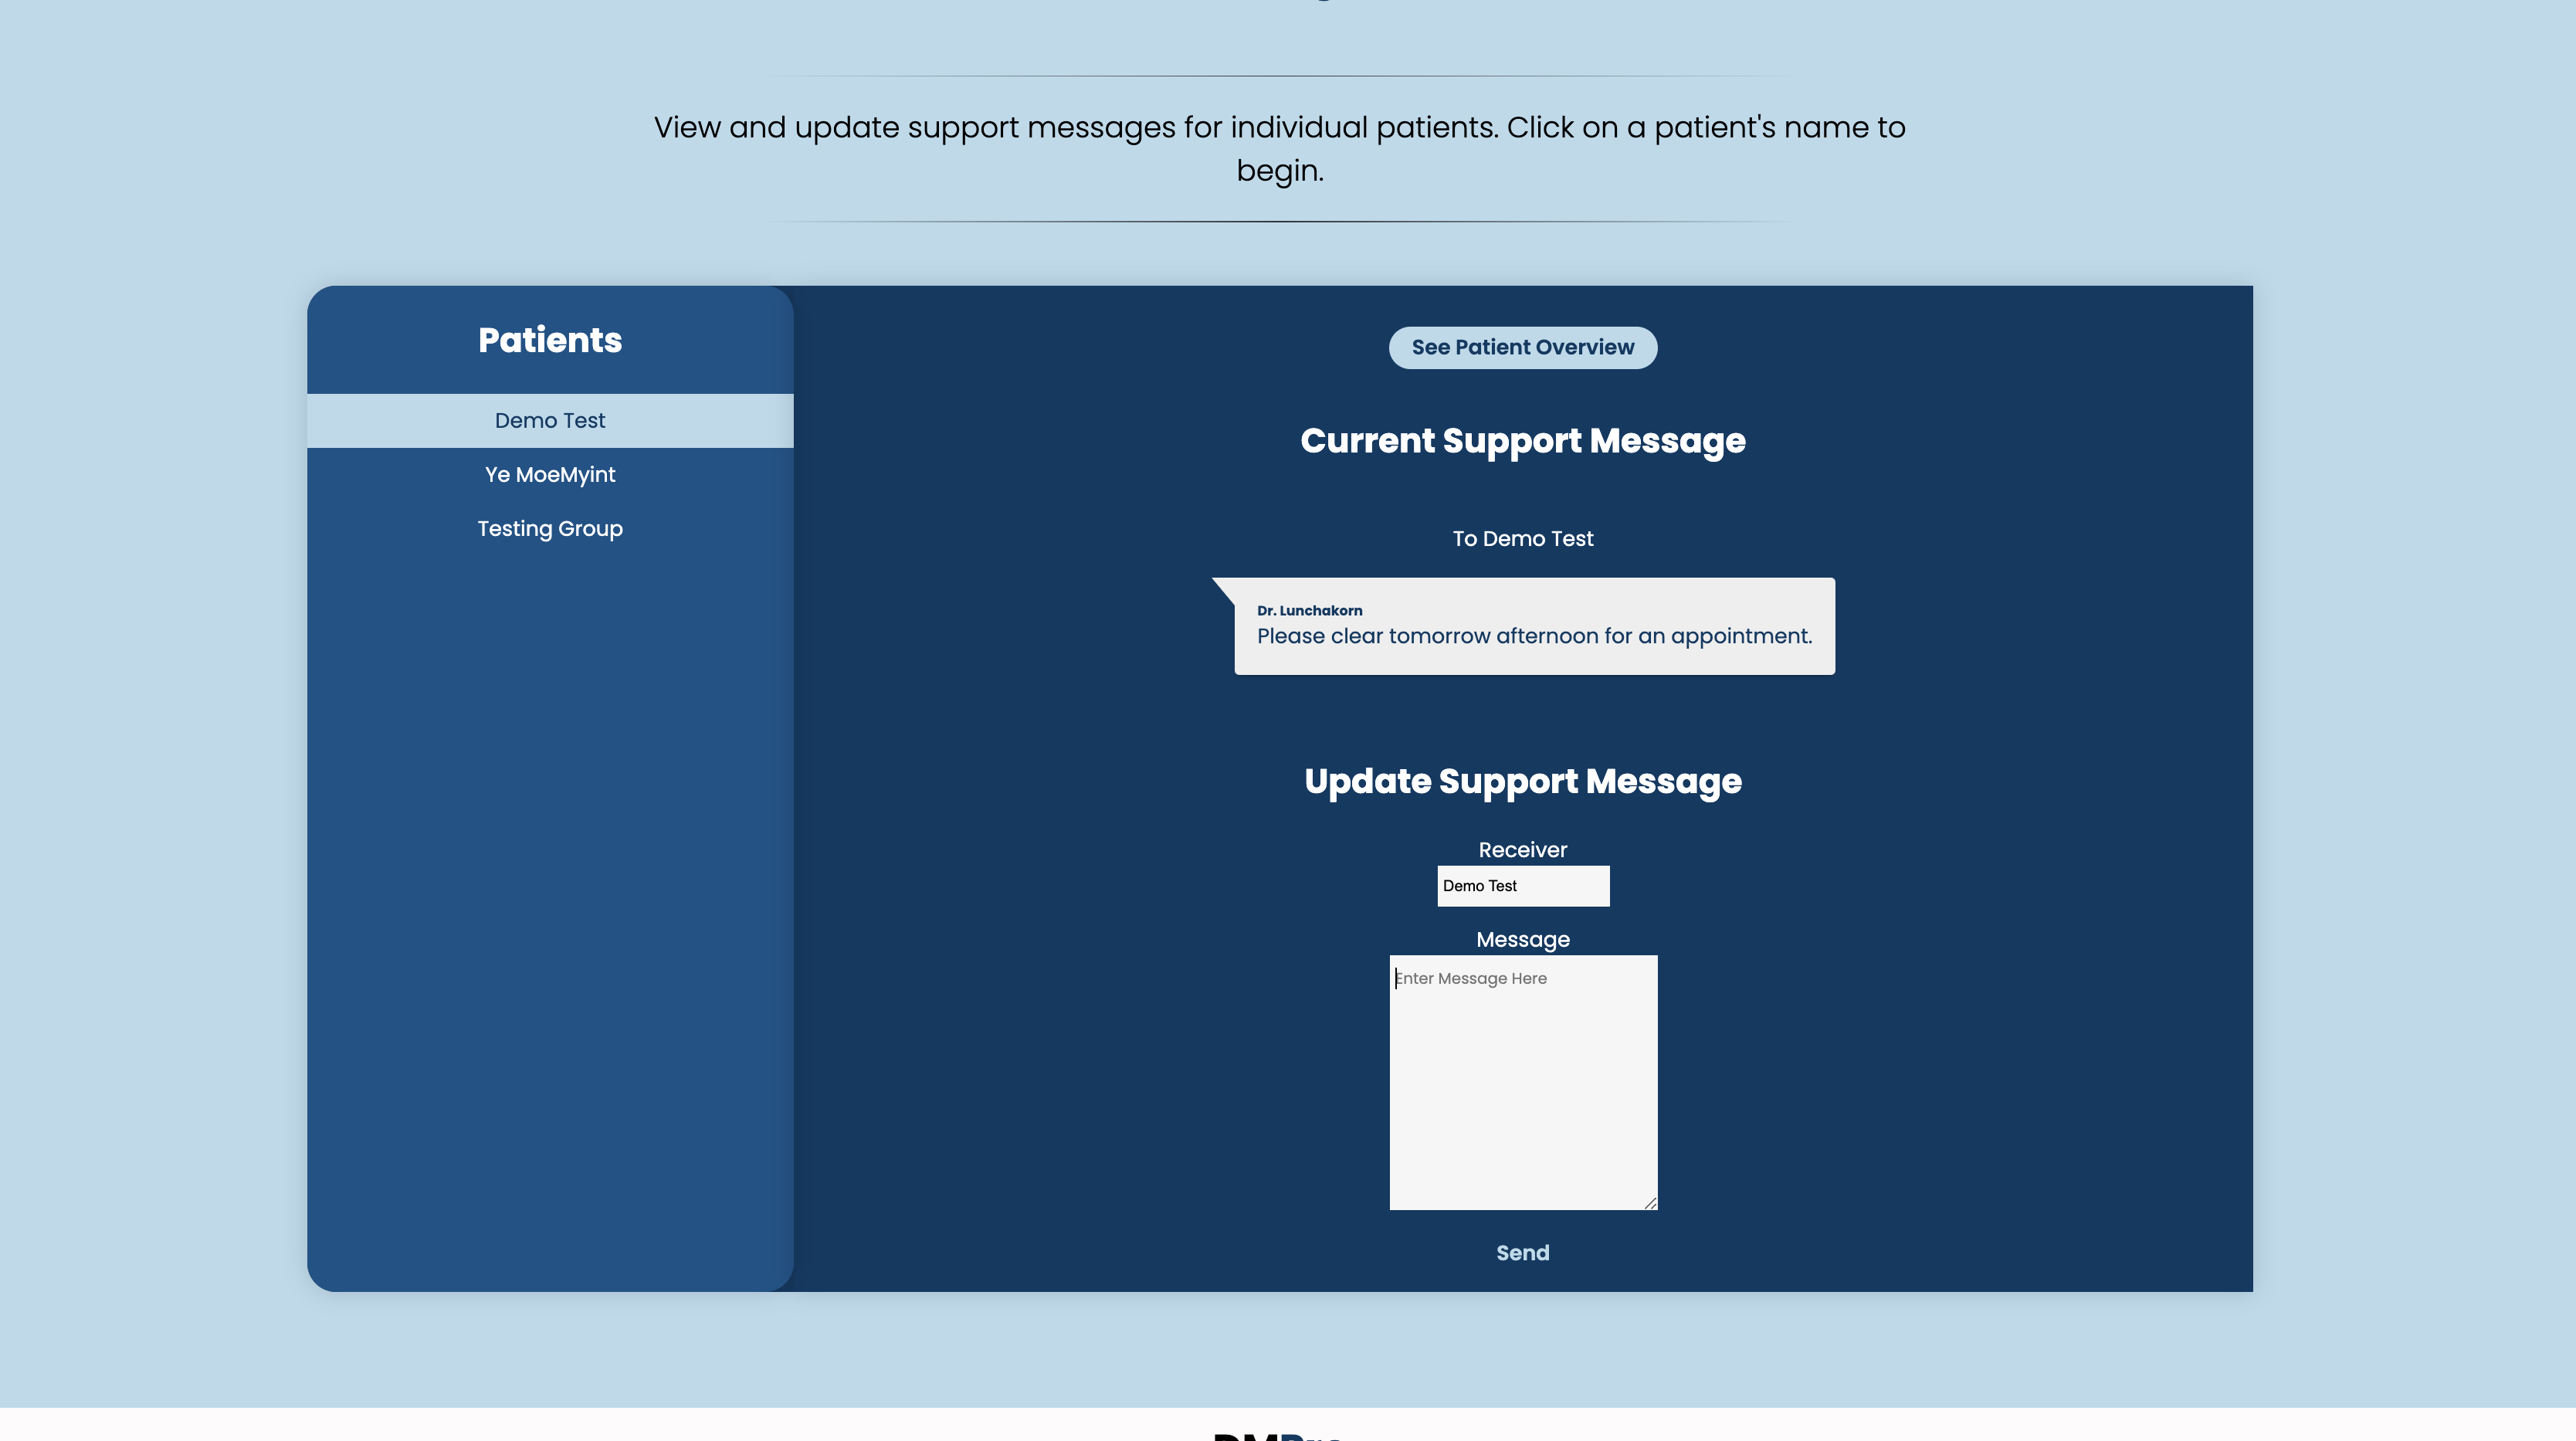 View and update support messages for individual patients. Click on a patient's name to
begin.
Patients
Demo Test
Ye MoeMyint
Testing Group
See Patient Overview
Current Support Message
To Demo Test
Dr. Lunchakorn
Please clear tomorrow afternoon for an appointment.
Update Support Message
Receiver
Demo Test
Message
Enter Message Here
Send